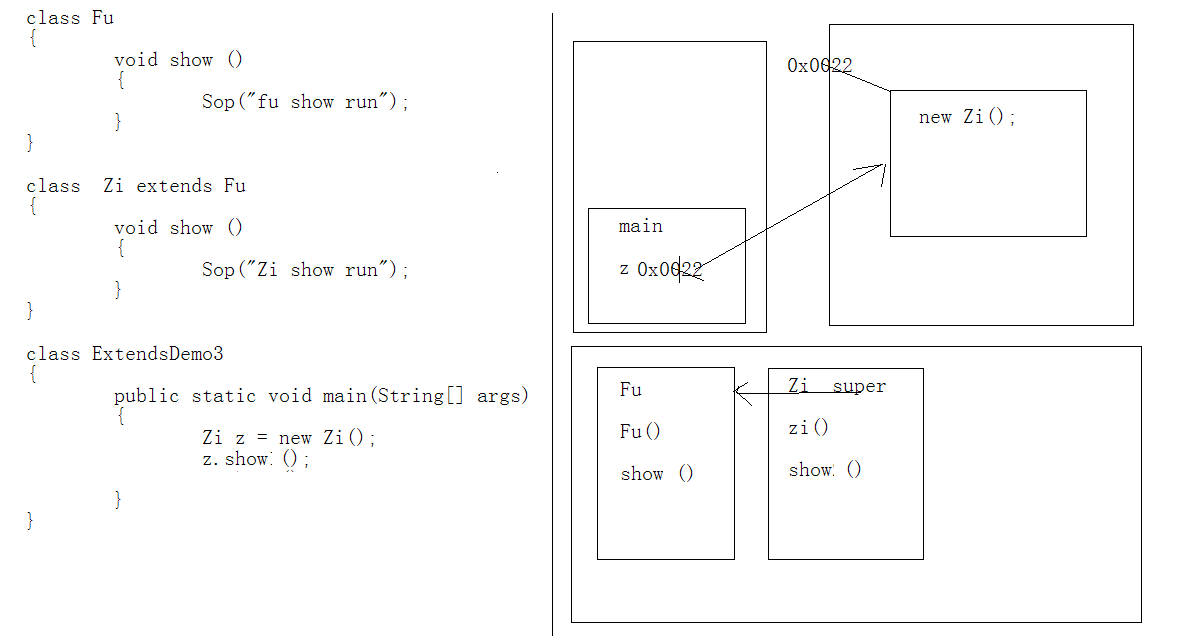 class Fu
{
void show ()
{
Sop("fu show run");
}
}
class  Zi extends Fu
{
void show ()
{
Sop("Zi show run");
}
}
class ExtendsDemo3
{
public static void main(String[] args)
{
Zi z = new Zi();
z.show ();
}
}
0x0022
new Zi();
main
z 0x0022
Fu
Fu()
show ()
Zi  super
zi()
show ()